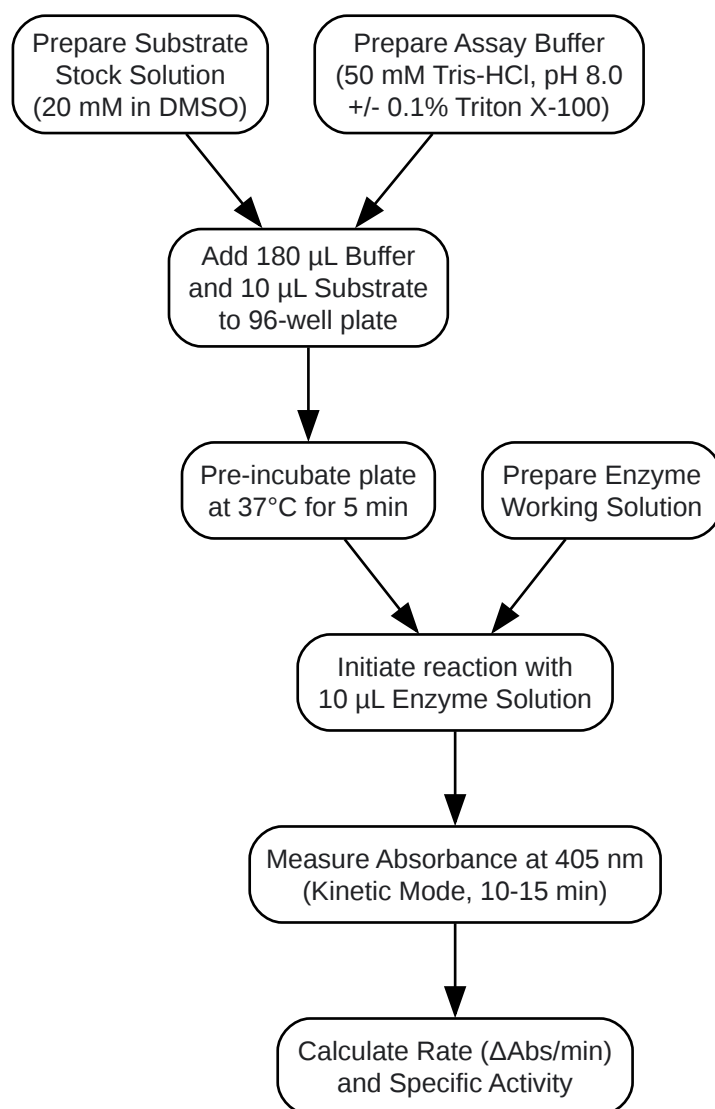 Prepare Substrate
Stock Solution
(20 mM in DMSO)
Prepare Assay Buffer
(50 mM Tris-HCl, pH 8.0
+/- 0.1% Triton X-100)
Add 180 µL Buffer
and 10 µL Substrate
to 96-well plate
Pre-incubate plate
at 37°C for 5 min
Prepare Enzyme
Working Solution
Initiate reaction with
10 µL Enzyme Solution
Measure Absorbance at 405 nm
(Kinetic Mode, 10-15 min)
Calculate Rate (ΔAbs/min)
and Specific Activity